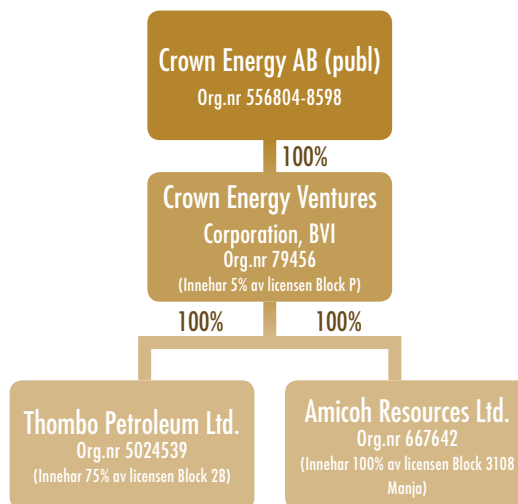 Crown Energy AB (publ)
Org.nr 556804-8598
100%
Crown Energy Ventures
Corporation, BVI
Org.nr 79456
(Innehar 5% av licensen Block P)
100%
100%
Thombo Petroleum Ltd.
Org.nr 5024539
(Innehar 75% av licensen Block 2B)
Amicoh Resources Ltd.
Org.nr 667642
(Innehar 100% av licensen Block 3108
Manja)